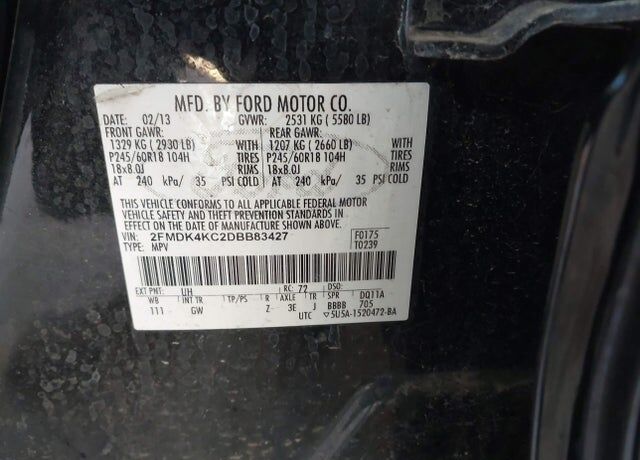 MFD. BY FORD MOTOR CO.
DATE: 02/13 GVWR: 2531 KG ( 5580 LB)
FRONT GAWR: REAR GAWR:
1329 KG ( 2930 LB) WITH 1207 KG ( 2660 LB) WITH
P245/60R18 104H TIRES P245/60R18 104H TIRES
18x8.0J RIMS 18x8.0J RIMS
AT 240 kPa/ 35 PSI COLD AT 240 kPa/ 35 PSI COLD
THIS VEHICLE CONFORMS TO ALL APPLICABLE FEDERAL MOTOR
VEHICLE SAFETY AND THEFT PREVENTION STANDARDS IN
EFFECT ON THE DATE OF MANUFACTURE SHOWN ABOVE.
VIN: 2FMDK4KC2DBB83427 F0175
TYPE: MPV T0239
EXT PNT: UH RC: 72 DSO:
WB INT TR TP/PS R AXLE TR SPR DQ11A
111 GW Z 3E J BBBB 705
UTC ▽5U5A-1520472-BA